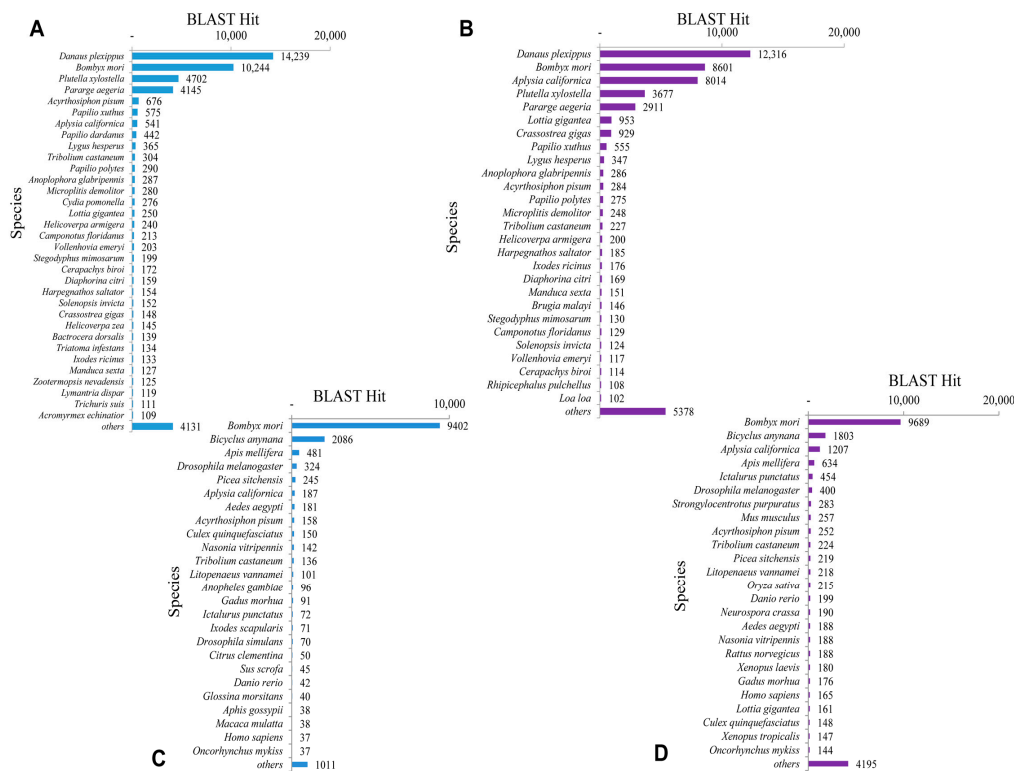 A
BLAST Hit
- 10,000 20,000
Species
Danaus plexippus 14,239
Bombyx mori 10,244
Plutella xylostella 4702
Pararge aegeria 4145
Acyrthosiphon pisum 676
Papilio xuthus 575
Aplysia californica 541
Papilio dardanus 442
Lygus hesperus 365
Tribolium castaneum 304
Papilio polytes 290
Anoplophora glabripennis 287
Microplitis demolitor 280
Cydia pomonella 276
Lottia gigantea 250
Helicoverpa armigera 240
Camponotus floridanus 213
Vollenhovia emeryi 203
Stegodyphus mimosarum 199
Cerapachys biroi 172
Diaphorina citri 159
Harpegnathos saltator 154
Solenopsis invicta 152
Crassostrea gigas 148
Helicoverpa zea 145
Bactrocera dorsalis 139
Triatoma infestans 134
Ixodes ricinus 133
Manduca sexta 127
Zootermopsis nevadensis 125
Lymantria dispar 119
Trichuris suis 111
Acromyrmex echinatior 109
others 4131
B
BLAST Hit
- 10,000 20,000
Species
Danaus plexippus 12,316
Bombyx mori 8601
Aplysia californica 8014
Plutella xylostella 3677
Pararge aegeria 2911
Lottia gigantea 953
Crassostrea gigas 929
Papilio xuthus 555
Lygus hesperus 347
Anoplophora glabripennis 286
Acyrthosiphon pisum 284
Papilio polytes 275
Microplitis demolitor 248
Tribolium castaneum 227
Helicoverpa armigera 200
Harpegnathos saltator 185
Ixodes ricinus 176
Diaphorina citri 169
Manduca sexta 151
Brugia malayi 146
Stegodyphus mimosarum 130
Camponotus floridanus 129
Solenopsis invicta 124
Vollenhovia emeryi 117
Cerapachys biroi 114
Rhipicephalus pulchellus 108
Loa loa 102
others 5378
BLAST Hit
- 10,000
Species
Bombyx mori 9402
Bicyclus anynana 2086
Apis mellifera 481
Drosophila melanogaster 324
Picea sitchensis 245
Aplysia californica 187
Aedes aegypti 181
Acyrthosiphon pisum 158
Culex quinquefasciatus 150
Nasonia vitripennis 142
Tribolium castaneum 136
Litopenaeus vannamei 101
Anopheles gambiae 96
Gadus morhua 91
Ictalurus punctatus 72
Ixodes scapularis 71
Drosophila simulans 70
Citrus clementina 50
Sus scrofa 45
Danio rerio 42
Glossina morsitans 40
Aphis gossypii 38
Macaca mulatta 38
Homo sapiens 37
Oncorhynchus mykiss 37
others 1011
C
BLAST Hit
- 10,000 20,000
Species
Bombyx mori 9689
Bicyclus anynana 1803
Aplysia californica 1207
Apis mellifera 634
Ictalurus punctatus 454
Drosophila melanogaster 400
Strongylocentrotus purpuratus 283
Mus musculus 257
Acyrthosiphon pisum 252
Tribolium castaneum 224
Picea sitchensis 219
Litopenaeus vannamei 218
Oryza sativa 215
Danio rerio 199
Neurospora crassa 190
Aedes aegypti 188
Nasonia vitripennis 188
Rattus norvegicus 188
Xenopus laevis 180
Gadus morhua 176
Homo sapiens 165
Lottia gigantea 161
Culex quinquefasciatus 148
Xenopus tropicalis 147
Oncorhynchus mykiss 144
others 4195
D